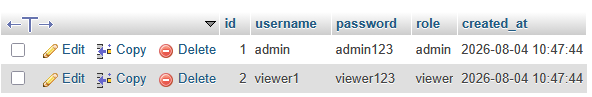 id username password role created_at
Edit Copy Delete 1 admin admin123 admin 2026-08-04 10:47:44
Edit Copy Delete 2 viewer1 viewer123 viewer 2026-08-04 10:47:44